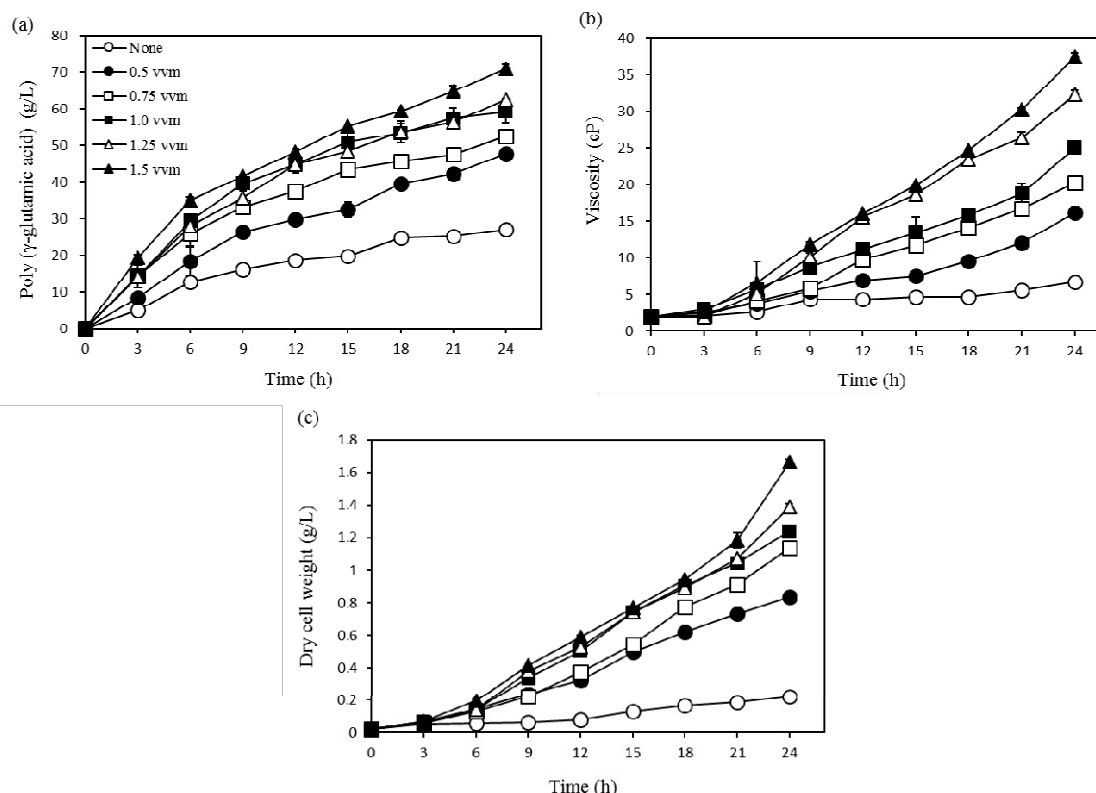 (a)
Poly (γ-glutamic acid) (g/L)
80
70
60
50
40
30
20
10
0
None
0.5 vvm
0.75 vvm
1.0 vvm
1.25 vvm
1.5 vvm
0 3 6 9 12 15 18 21 24
Time (h)
(b)
Viscosity (cP)
40
35
30
25
20
15
10
5
0
0 3 6 9 12 15 18 21 24
Time (h)
(c)
Dry cell weight (g/L)
1.8
1.6
1.4
1.2
1
0.8
0.6
0.4
0.2
0
0 3 6 9 12 15 18 21 24
Time (h)